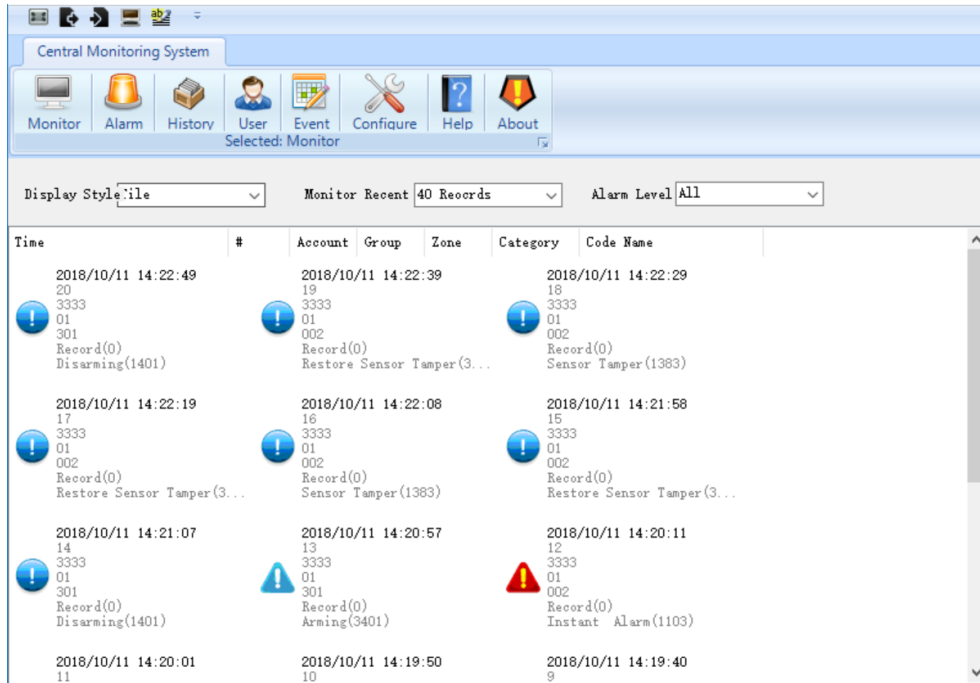 Central Monitoring System
Monitor Alarm History User Event Configure Help About
Selected: Monitor
Display Style Tile Monitor Recent 40 Reocrds Alarm Level All
Time # Account Group Zone Category Code Name
2018/10/11 14:22:49 2018/10/11 14:22:39 2018/10/11 14:22:29
20 19 18
3333 3333 3333
01 01 01
301 002 002
Record(0) Record(0) Record(0)
Disarming(1401) Restore Sensor Tamper(3... Sensor Tamper(1383)
2018/10/11 14:22:19 2018/10/11 14:22:08 2018/10/11 14:21:58
17 16 15
3333 3333 3333
01 01 01
002 002 002
Record(0) Record(0) Record(0)
Restore Sensor Tamper(3... Sensor Tamper(1383) Restore Sensor Tamper(3...
2018/10/11 14:21:07 2018/10/11 14:20:57 2018/10/11 14:20:11
14 13 12
3333 3333 3333
01 01 01
301 301 002
Record(0) Record(0) Record(0)
Disarming(1401) Arming(3401) Instant Alarm(1103)
2018/10/11 14:20:01 2018/10/11 14:19:50 2018/10/11 14:19:40
11 10 9